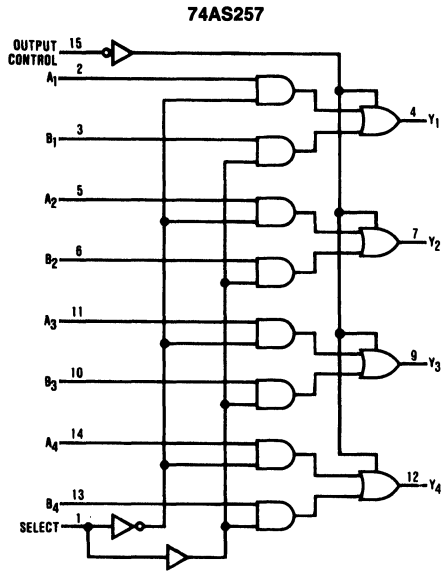 74AS257
OUTPUT CONTROL 15
A1 2
4 Y1
B1 3
A2 5
7 Y2
B2 6
A3 11
9 Y3
B3 10
A4 14
12 Y4
B4 13
SELECT 1